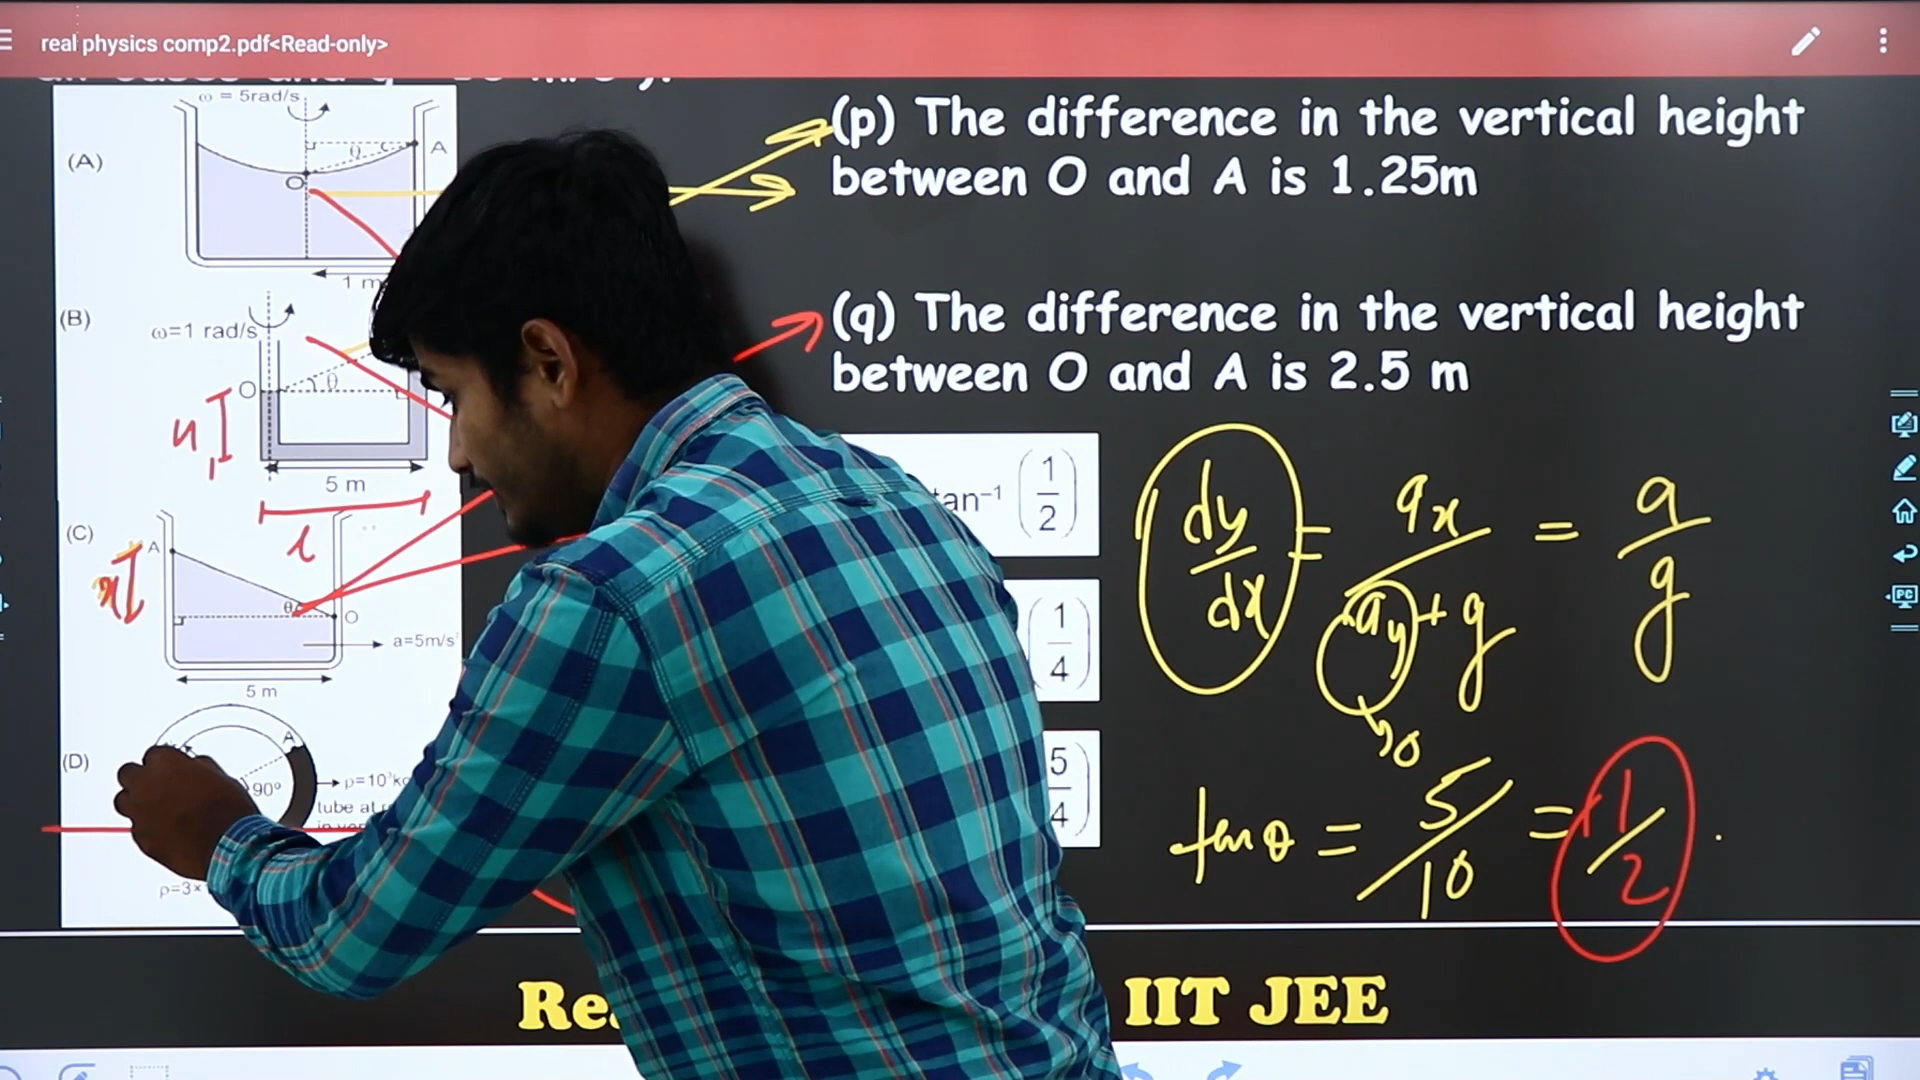 real physics comp2.pdf<Read-only>
(A)
ω = 5rad/s
θ
A
O
1 m
(B)
ω=1 rad/s
O
θ
5 m
l
(C)
A
x
θ
O
a=5m/s
5 m
(D)
A
90°
tube at
(p) The difference in the vertical height
between O and A is 1.25m
(q) The difference in the vertical height
between O and A is 2.5 m
tan⁻¹ (1/2)
1/4)
5/4)
dy/dx = ax/ay+g = a/g
0
tan θ = 5/10 = 1/2
IIT JEE